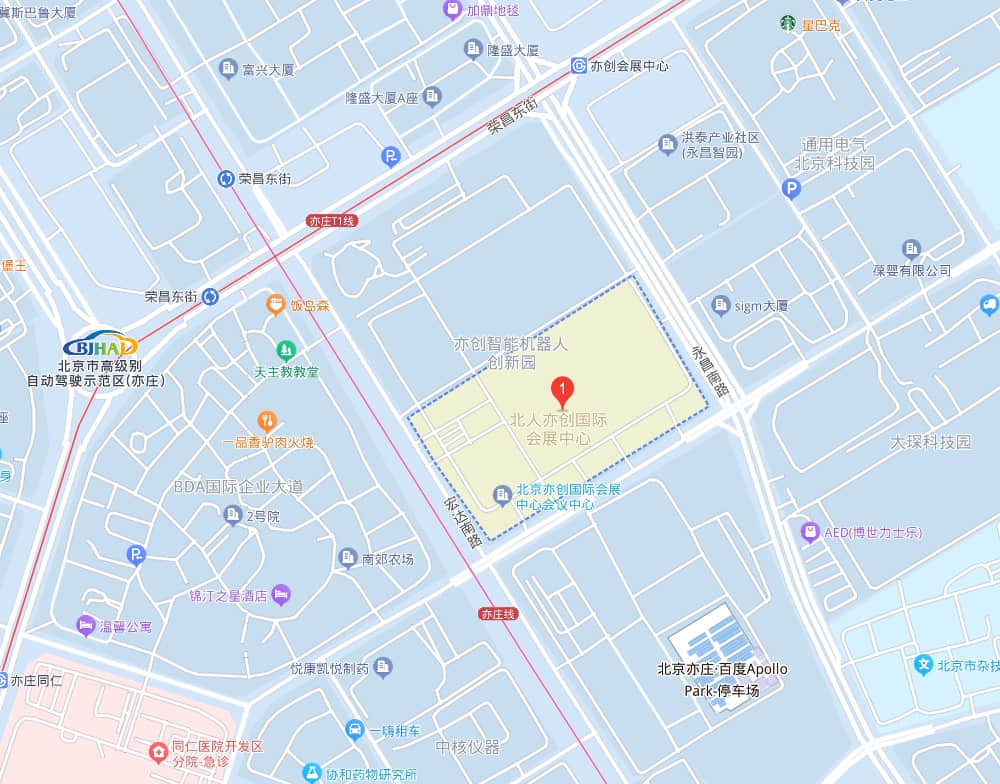 冀斯巴鲁大厦
加鼎地毯
星巴克
隆盛大厦
亦创会展中心
富兴大厦
隆盛大厦A座
荣昌东街
洪泰产业社区
(永昌智园)
通用电气
北京科技园
荣昌东街
亦庄T1线
葆婴有限公司
堡王
荣昌东街
饭岛森
sigm大厦
BJHAD
北京市高级别
自动驾驶示范区(亦庄)
亦创智能机器人
创新园
永昌南路
天主教教堂
1
座
一品香驴肉火烧
北人亦创国际
会展中心
大琛科技园
身
BDA国际企业大道
北京亦创国际会展
中心会议中心
2号院
宏达南路
AED(博世力士乐)
南郊农场
锦江之星酒店
温馨公寓
亦庄线
悦康凯悦制药
北京亦庄·百度Apollo
Park-停车场
北京市杂技
亦庄同仁
一嗨租车
同仁医院开发区
分院-急诊
中核仪器
协和药物研究所